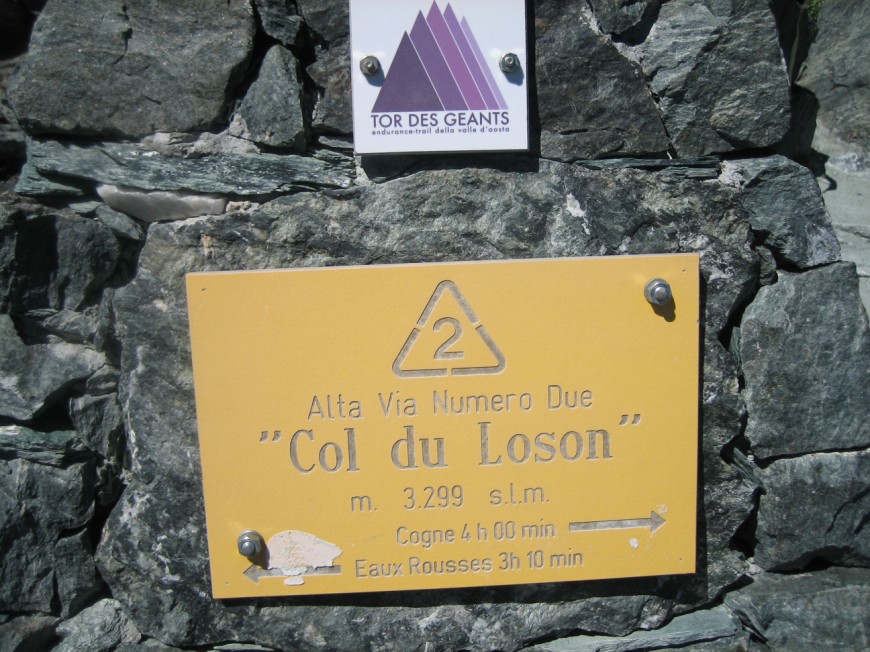 TOR DES GEANTS
endurance-trail della valle d'aosta
2
Alta Via Numero Due
"Col du Loson"
m. 3.299 s.l.m.
Cogne 4 h 00 min
Eaux Rousses 3h 10 min